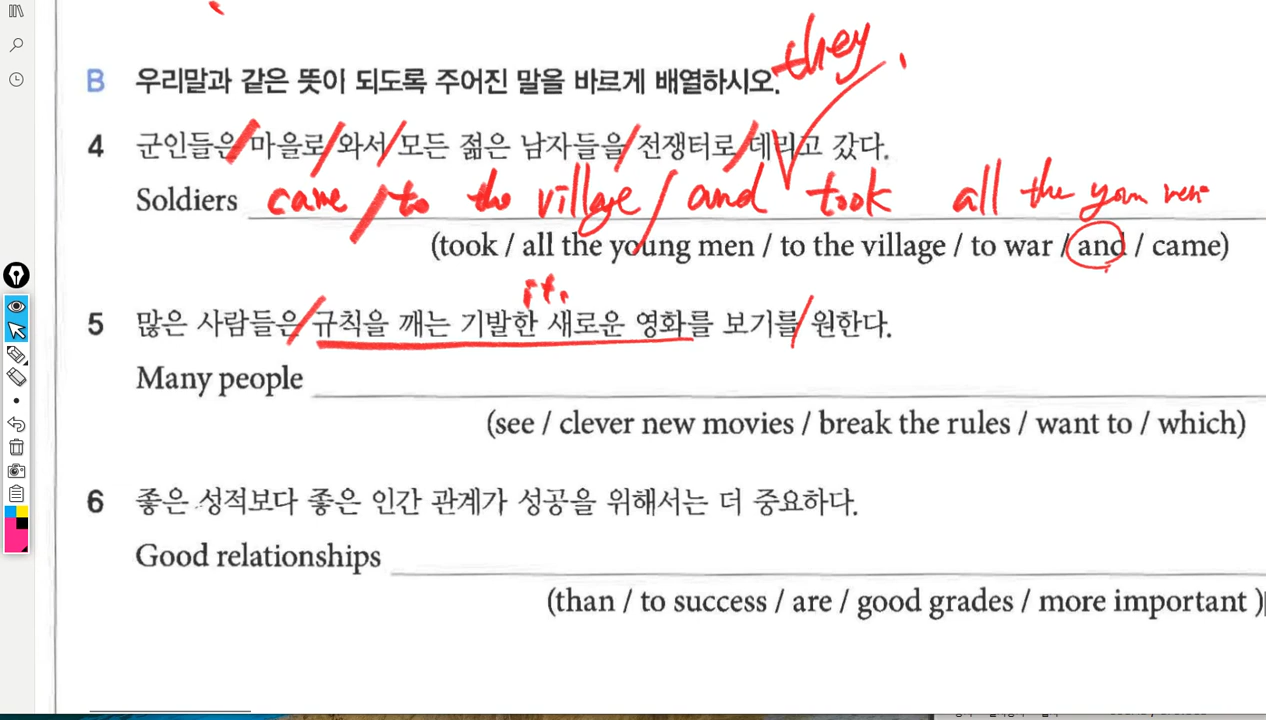 they.
B 우리말과 같은 뜻이 되도록 주어진 말을 바르게 배열하시오.
4 군인들은 마을로 와서 모든 젊은 남자들을 전쟁터로 데리고 갔다.
Soldiers came to the village and took all the youn men
(took / all the young men / to the village / to war / and / came)
it.
5 많은 사람들은 규칙을 깨는 기발한 새로운 영화를 보기를 원한다.
Many people
(see / clever new movies / break the rules / want to / which)
6 좋은 성적보다 좋은 인간 관계가 성공을 위해서는 더 중요하다.
Good relationships
(than / to success / are / good grades / more important )